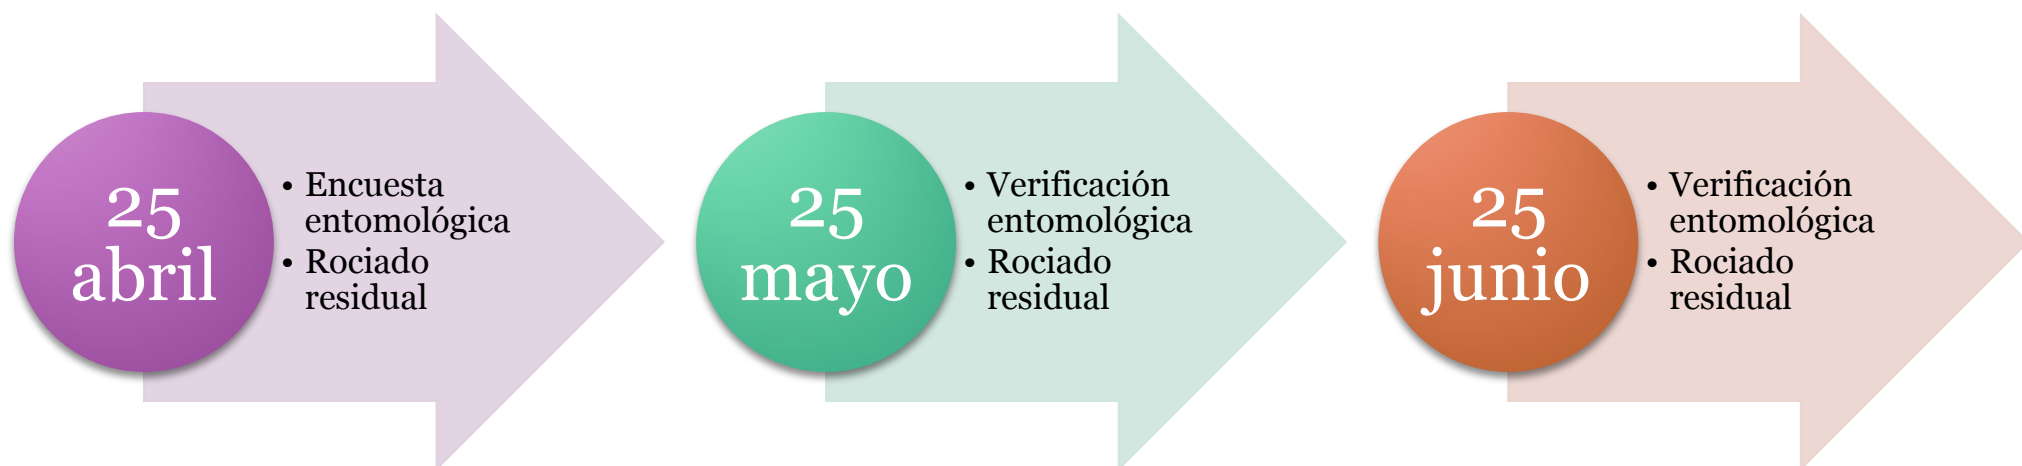 25
abril
• Encuesta
entomológica
• Rociado
residual
25
mayo
• Verificación
entomológica
• Rociado
residual
25
junio
• Verificación
entomológica
• Rociado
residual